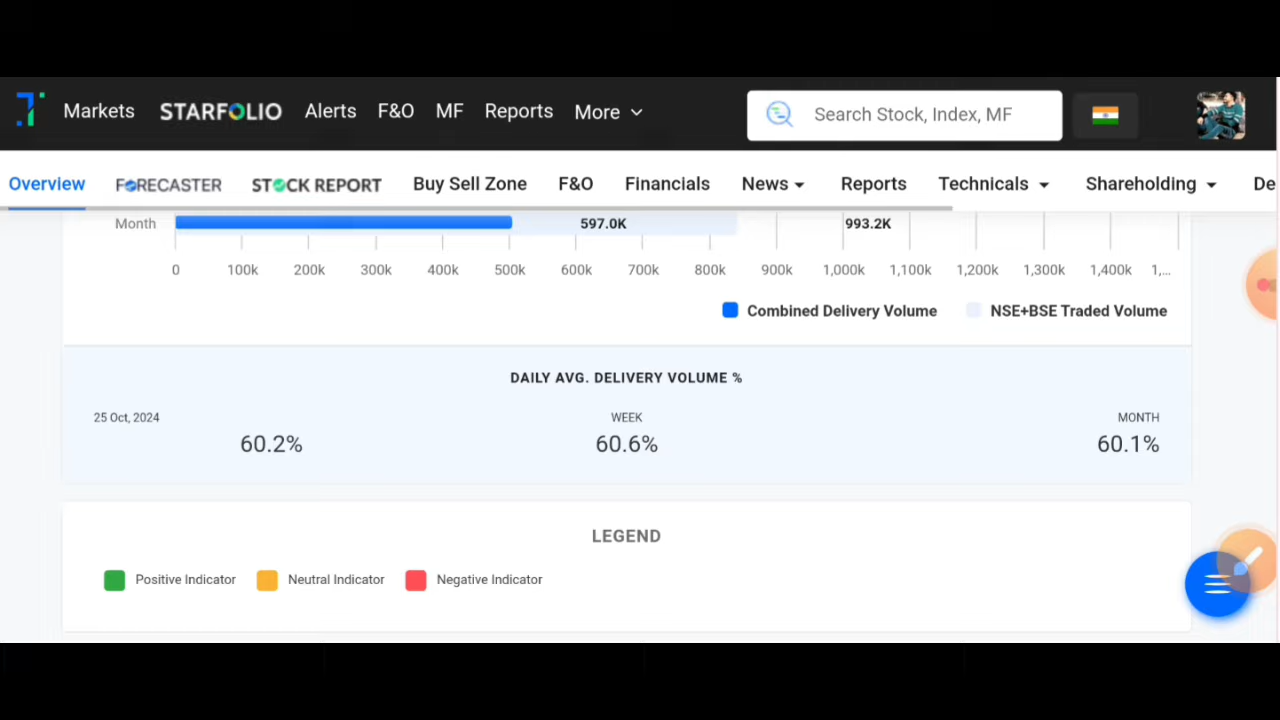 Markets STARFOLIO Alerts F&O MF Reports More Search Stock, Index, MF
Overview FORECASTER STOCK REPORT Buy Sell Zone F&O Financials News Reports Technicals Shareholding De
Month 597.0K 993.2K
0 100k 200k 300k 400k 500k 600k 700k 800k 900k 1,000k 1,100k 1,200k 1,300k 1,400k 1,...
Combined Delivery Volume NSE+BSE Traded Volume
DAILY AVG. DELIVERY VOLUME %
25 Oct, 2024 WEEK MONTH
60.2% 60.6% 60.1%
LEGEND
Positive Indicator Neutral Indicator Negative Indicator